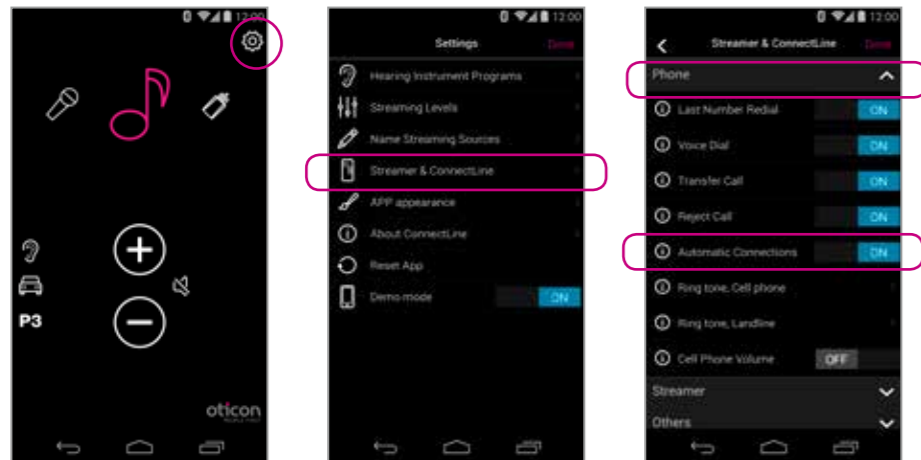 12:00
P3
oticon
PEOPLE FIRST
12:00
Settings
Done
Hearing Instrument Programs
Streaming Levels
Name Streaming Sources
Streamer & ConnectLine
APP appearance
About ConnectLine
Reset App
Demo mode
ON
12:00
Streamer & ConnectLine
Done
Phone
Last Number Redial
ON
Voice Dial
ON
Transfer Call
ON
Reject Call
ON
Automatic Connections
ON
Ring tone, Cell phone
Ring tone, Landline
Cell Phone Volume
OFF
Streamer
Others